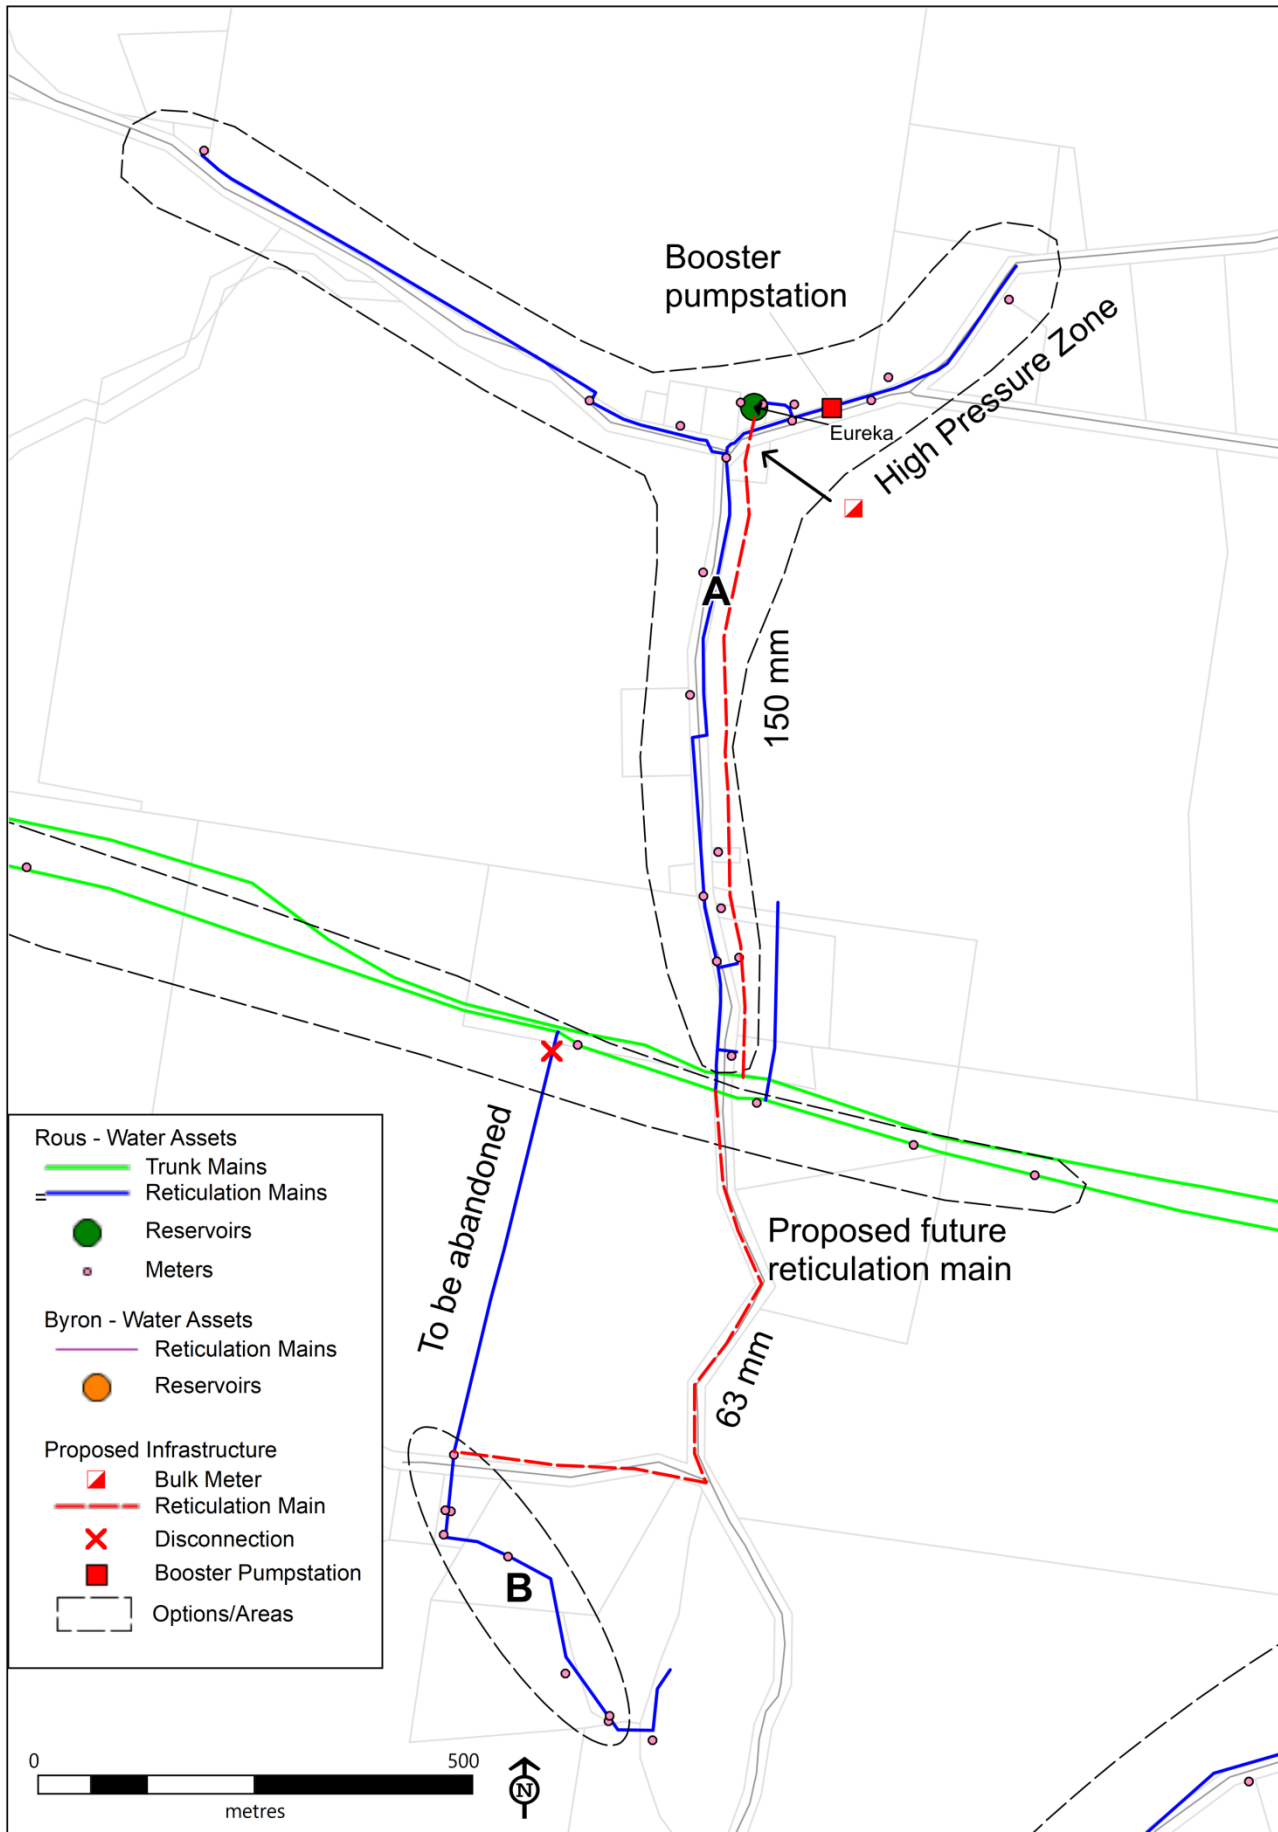 Booster
pumpstation
High Pressure Zone
Eureka
A
150 mm
To be abandoned
Proposed future
reticulation main
63 mm
B
Rous - Water Assets
Trunk Mains
= Reticulation Mains
Reservoirs
Meters
Byron - Water Assets
Reticulation Mains
Reservoirs
Proposed Infrastructure
Bulk Meter
Reticulation Main
Disconnection
Booster Pumpstation
Options/Areas
0 500
metres
N